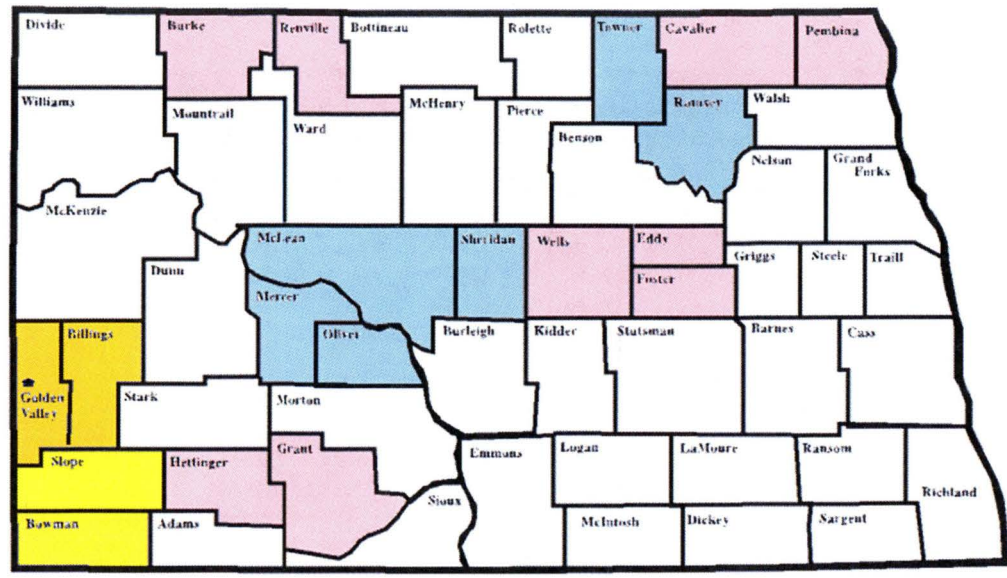 Divide
Burke
Renville
Bottineau
Rolette
Towner
Cavalier
Pembina
Williams
Mountrail
Ward
McHenry
Pierce
Benson
Ramsey
Walsh
Nelson
Grand
Forks
McKenzie
Dunn
McLean
Sheridan
Wells
Eddy
Foster
Griggs
Steele
Traill
Mercer
Oliver
Burleigh
Kidder
Stutsman
Barnes
Cass
Billings
Golden
Valley
Stark
Morton
Slope
Hettinger
Grant
Sioux
Emmons
Logan
LaMoure
Ransom
Richland
Bowman
Adams
McIntosh
Dickey
Sargent